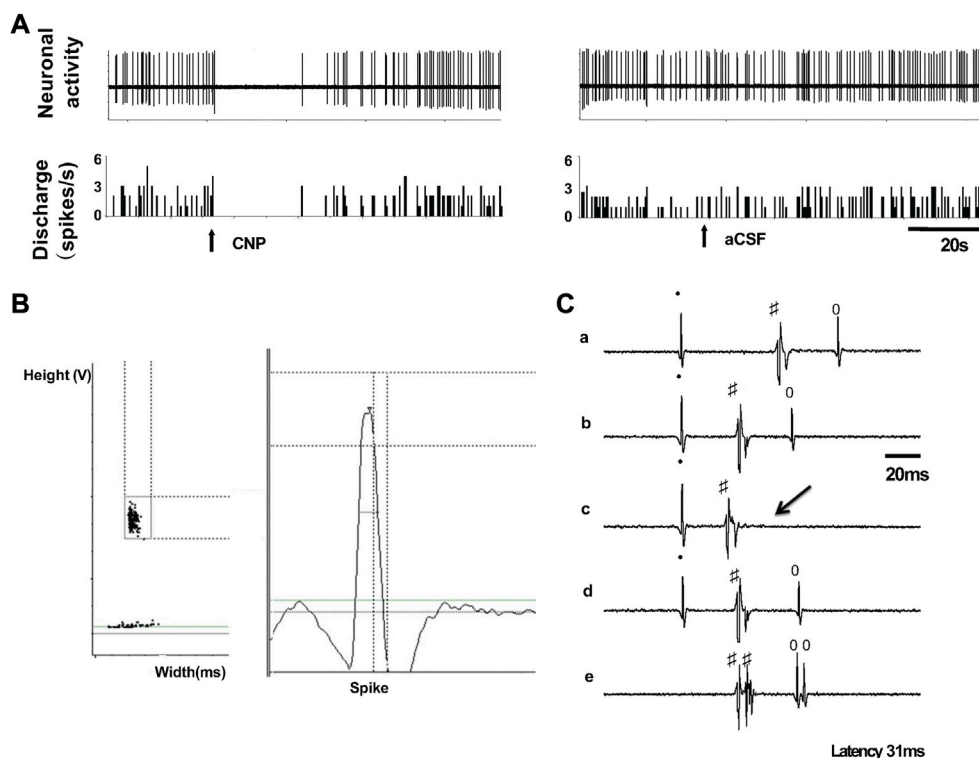 A
Neuronal
activity
Discharge
(spikes/s)
6
3
0
CNP
6
3
0
aCSF
20s
B
Height (V)
Width(ms)
Spike
C
a
•
#
0
b
•
#
0
20ms
c
•
#
d
•
#
0
e
# #
0 0
Latency 31ms